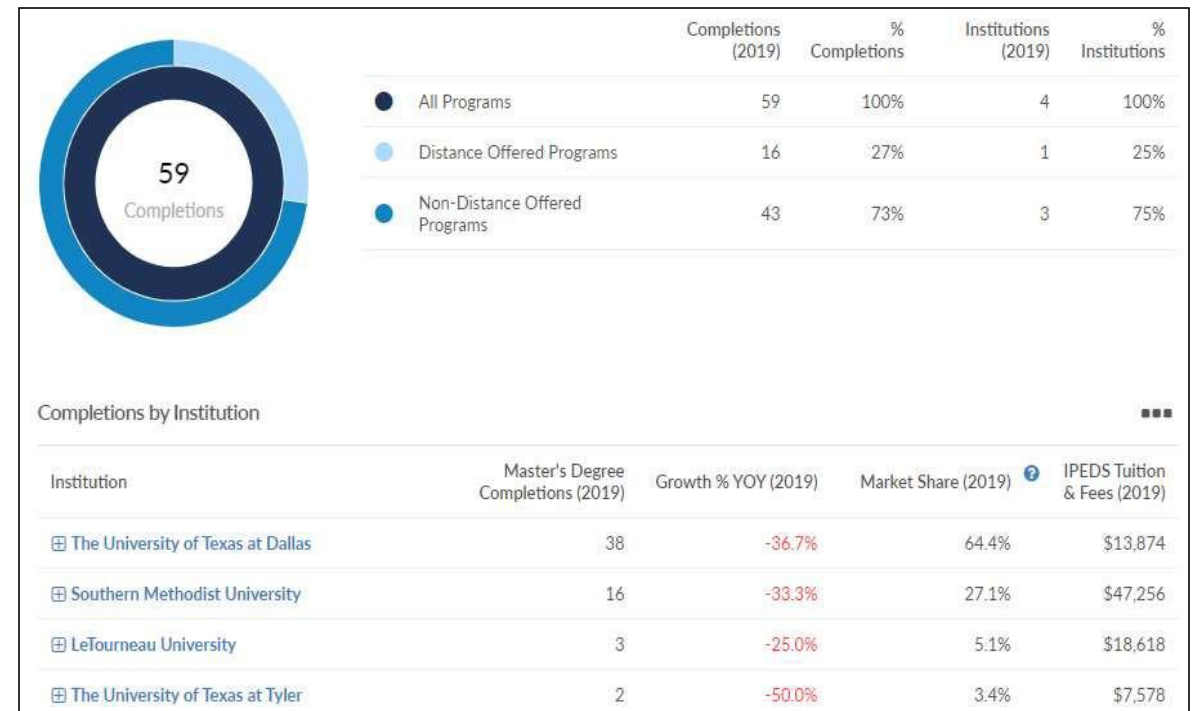 Completions (2019) % Completions Institutions (2019) % Institutions
All Programs 59 100% 4 100%
Distance Offered Programs 16 27% 1 25%
Non-Distance Offered Programs 43 73% 3 75%
59
Completions
Completions by Institution
Institution Master's Degree Completions (2019) Growth % YOY (2019) Market Share (2019) ? IPEDS Tuition & Fees (2019)
The University of Texas at Dallas 38 -36.7% 64.4% $13,874
Southern Methodist University 16 -33.3% 27.1% $47,256
LeTourneau University 3 -25.0% 5.1% $18,618
The University of Texas at Tyler 2 -50.0% 3.4% $7,578